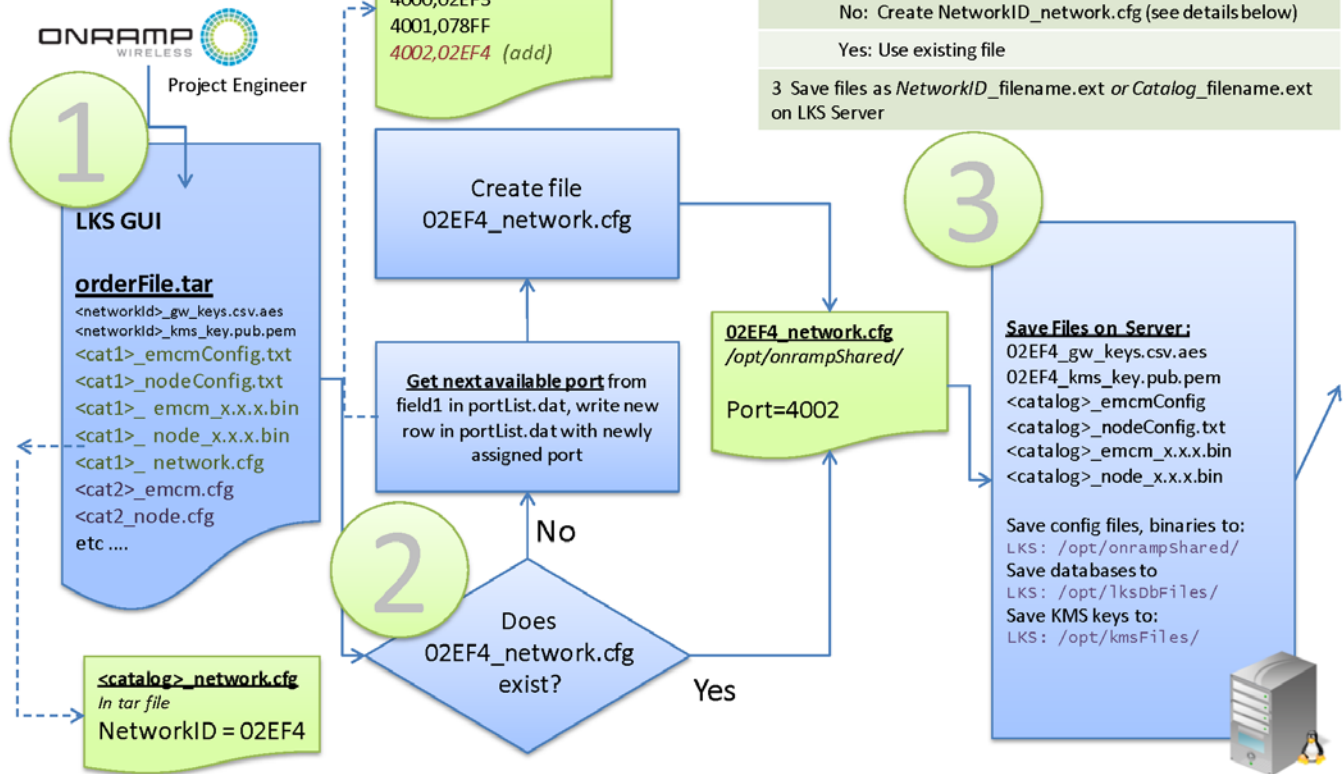 ONRAMP
WIRELESS
Project Engineer
1
LKS GUI
orderFile.tar
<networkId>_gw_keys.csv.aes
<networkId>_kms_key.pub.pem
<cat1>_emcmConfig.txt
<cat1>_nodeConfig.txt
<cat1>_ emcm_x.x.x.bin
<cat1>_ node_x.x.x.bin
<cat1>_ network.cfg
<cat2>_emcm.cfg
<cat2_node.cfg
etc ....
<catalog>_network.cfg
In tar file
NetworkID = 02EF4
4000,02EF3
4001,078FF
4002,02EF4 (add)
Create file
02EF4_network.cfg
Get next available port from
field1 in portList.dat, write new
row in portList.dat with newly
assigned port
No
2
Does
02EF4_network.cfg
exist?
Yes
02EF4_network.cfg
/opt/onrampShared/
Port=4002
No: Create NetworkID_network.cfg (see details below)
Yes: Use existing file
3 Save files as NetworkID_filename.ext or Catalog_filename.ext
on LKS Server
3
Save Files on Server:
02EF4_gw_keys.csv.aes
02EF4_kms_key.pub.pem
<catalog>_emcmConfig
<catalog>_nodeConfig.txt
<catalog>_emcm_x.x.x.bin
<catalog>_node_x.x.x.bin
Save config files, binaries to:
LKS: /opt/onrampShared/
Save databases to
LKS: /opt/lksDbFiles/
Save KMS keys to:
LKS: /opt/kmsFiles/